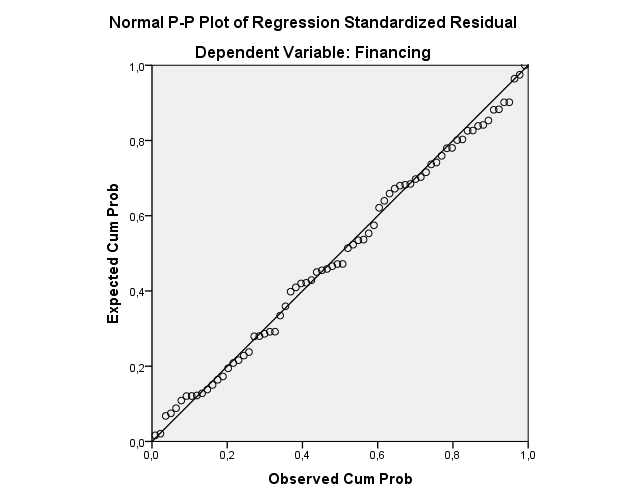 Normal P-P Plot of Regression Standardized Residual
Dependent Variable: Financing
1,0
0,8
0,6
0,4
0,2
0,0
Expected Cum Prob
0,0 0,2 0,4 0,6 0,8 1,0
Observed Cum Prob